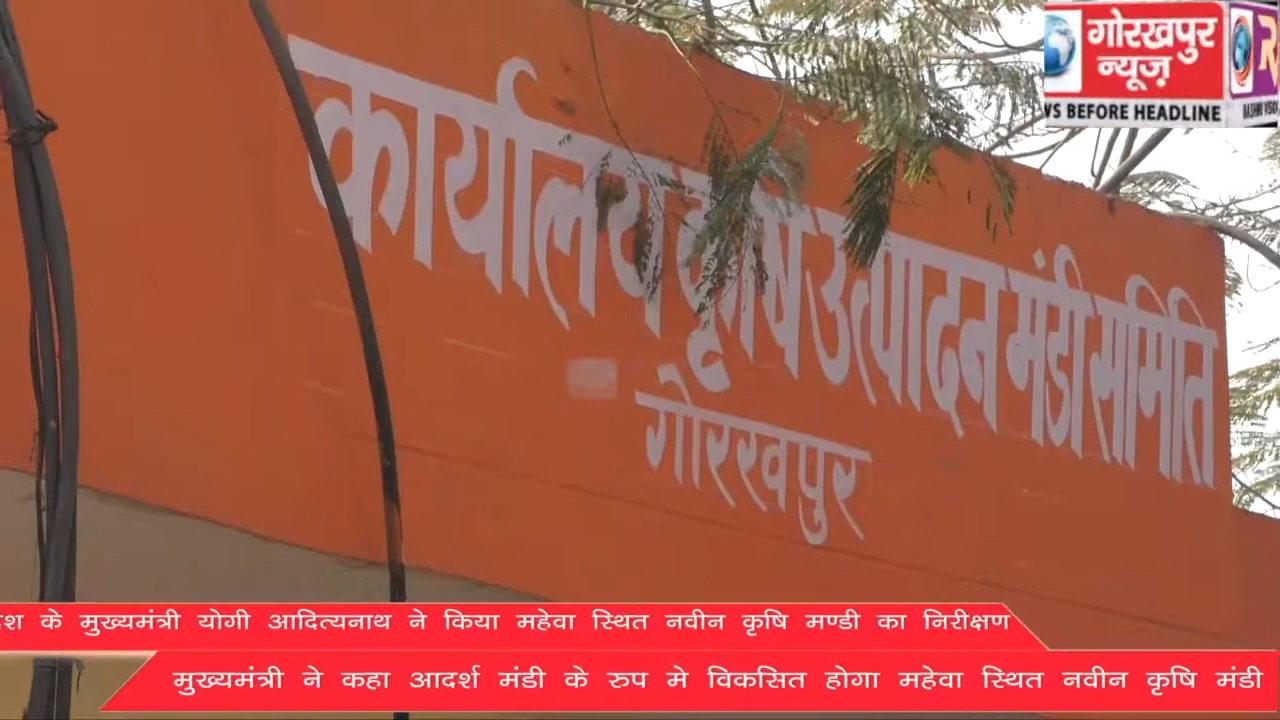 गोरखपुर
न्यूज़
WS BEFORE HEADLINE
कार्यालय कृषि उत्पादन मंडी समिति
गोरखपुर
के मुख्यमंत्री योगी आदित्यनाथ ने किया महेवा स्थित नवीन कृषि मण्डी का निरीक्षण
मुख्यमंत्री ने कहा आदर्श मंडी के रुप मे विकसित होगा महेवा स्थित नवीन कृषि मंडी